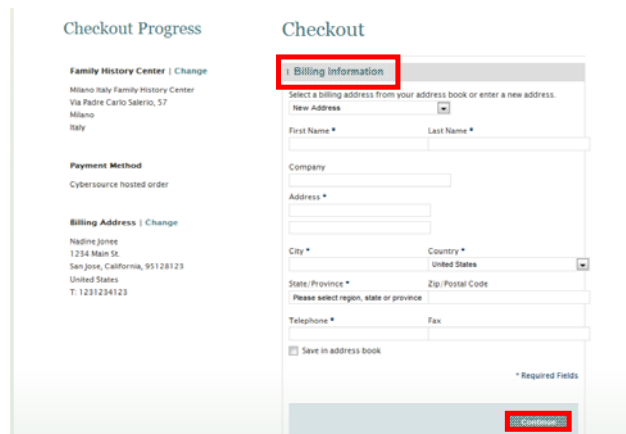 Checkout Progress
Family History Center | Change
Milano Italy Family History Center
Via Padre Carlo Salerio, 57
Milano
Italy
Payment Method
Cybersource hosted order
Billing Address | Change
Nadine Jonee
1234 Main St.
San Jose, California, 95128123
United States
T: 1231234123
Checkout
Billing Information
Select a billing address from your address book or enter a new address.
New Address
First Name * Last Name *
Company
Address *
City * Country *
United States
State/Province * Zip/Postal Code
Please select region, state or province
Telephone * Fax
Save in address book
* Required Fields
Continue